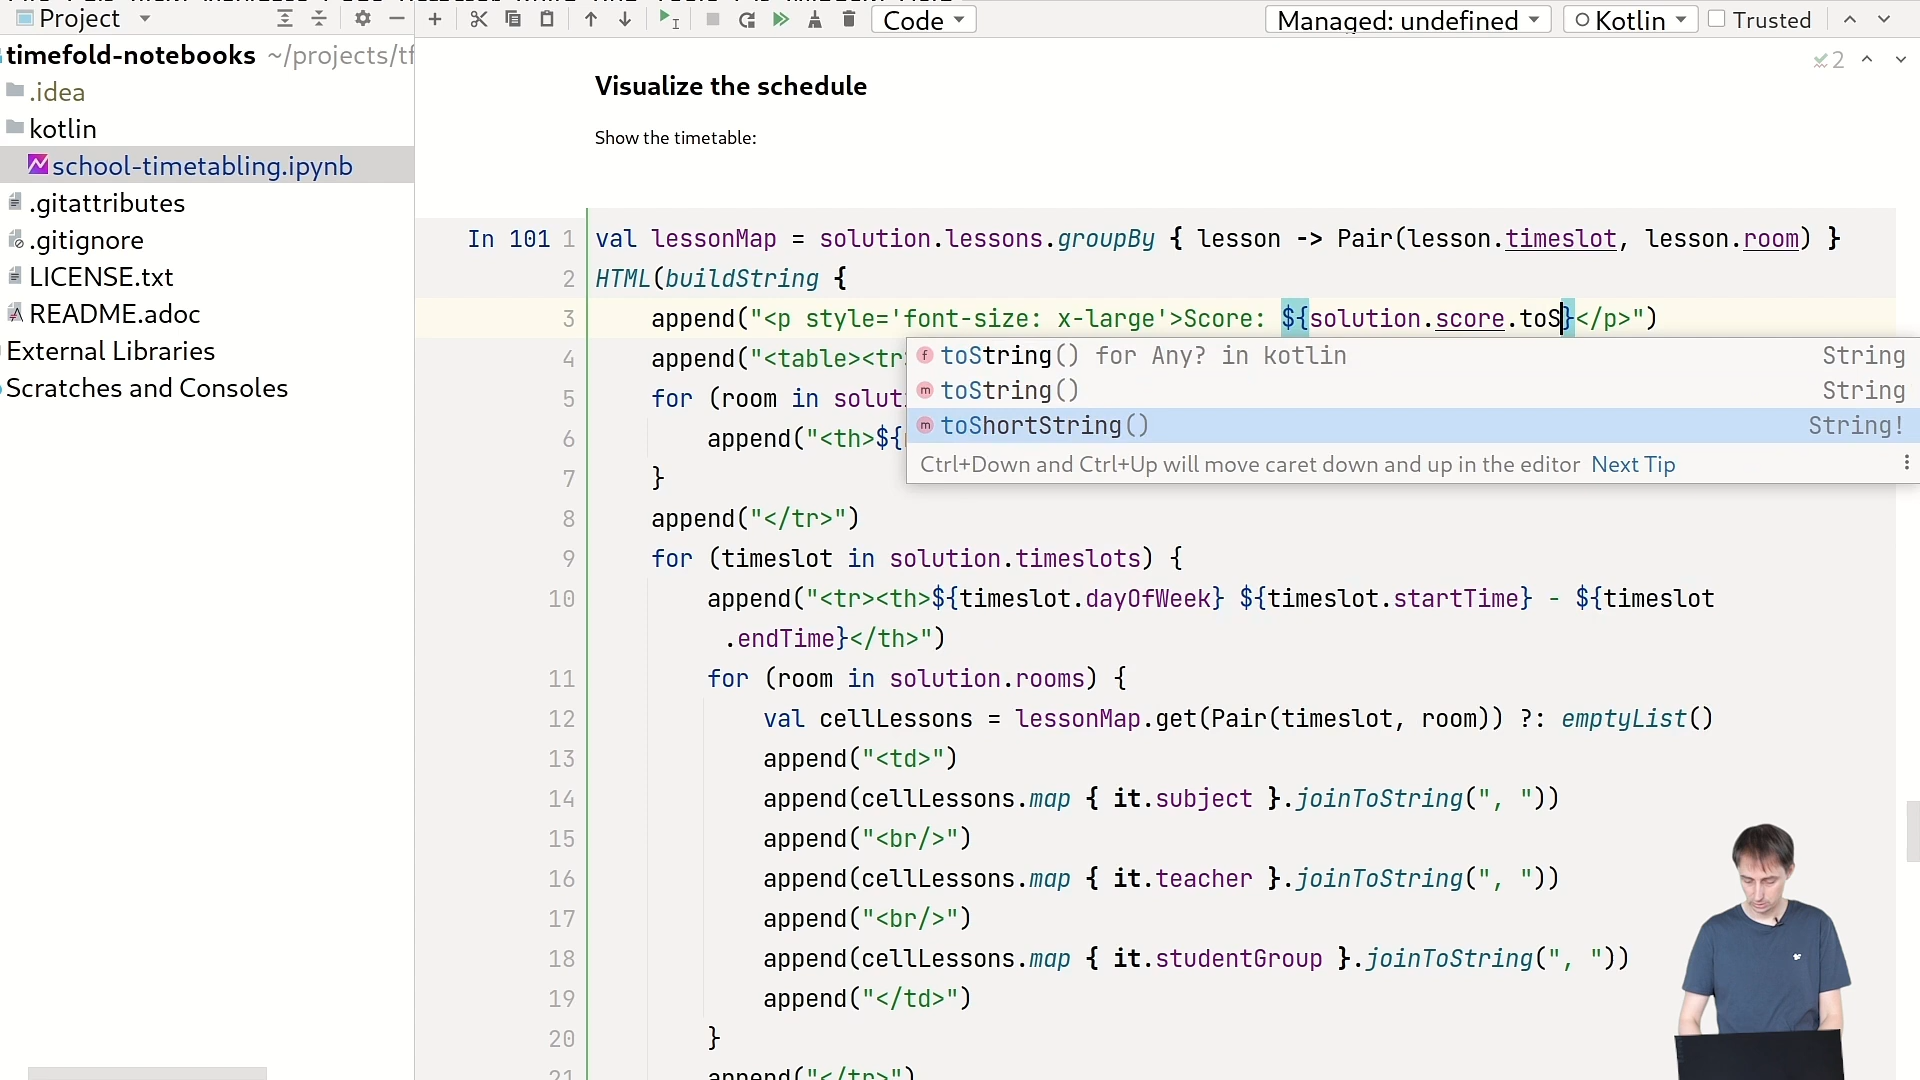 Project
Code
Managed: undefined
Kotlin
Trusted
timefold-notebooks ~/projects/tf
.idea
kotlin
school-timetabling.ipynb
.gitattributes
.gitignore
LICENSE.txt
README.adoc
External Libraries
Scratches and Consoles
2
Visualize the schedule
Show the timetable:
In 101 1 val lessonMap = solution.lessons.groupBy { lesson -> Pair(lesson.timeslot, lesson.room) }
2 HTML(buildString {
3 append("<p style='font-size: x-large'>Score: ${solution.score.toS}</p>")
4 append("<table><tr
5 for (room in solut
6 append("<th>${
7 }
8 append("</tr>")
9 for (timeslot in solution.timeslots) {
10 append("<tr><th>${timeslot.dayOfWeek} ${timeslot.startTime} - ${timeslot
.endTime}</th>")
11 for (room in solution.rooms) {
12 val cellLessons = lessonMap.get(Pair(timeslot, room)) ?: emptyList()
13 append("<td>")
14 append(cellLessons.map { it.subject }.joinToString(", "))
15 append("<br/>")
16 append(cellLessons.map { it.teacher }.joinToString(", "))
17 append("<br/>")
18 append(cellLessons.map { it.studentGroup }.joinToString(", "))
19 append("</td>")
20 }
21 append("</tr>")
f toString() for Any? in kotlin String
m toString() String
m toShortString() String!
Ctrl+Down and Ctrl+Up will move caret down and up in the editor Next Tip